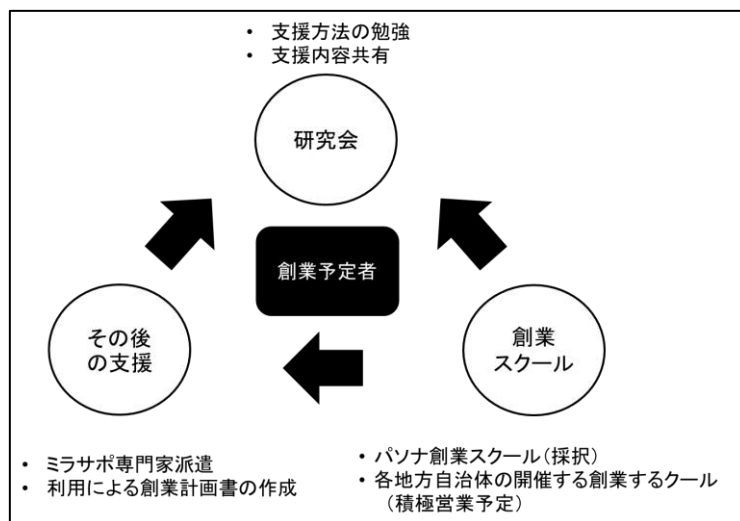 • 支援方法の勉強
• 支援内容共有
研究会
創業予定者
その後
の支援
創業
スクール
• ミラサポ専門家派遣
• 利用による創業計画書の作成
• パソナ創業スクール(採択)
• 各地方自治体の開催する創業するクール
(積極営業予定)